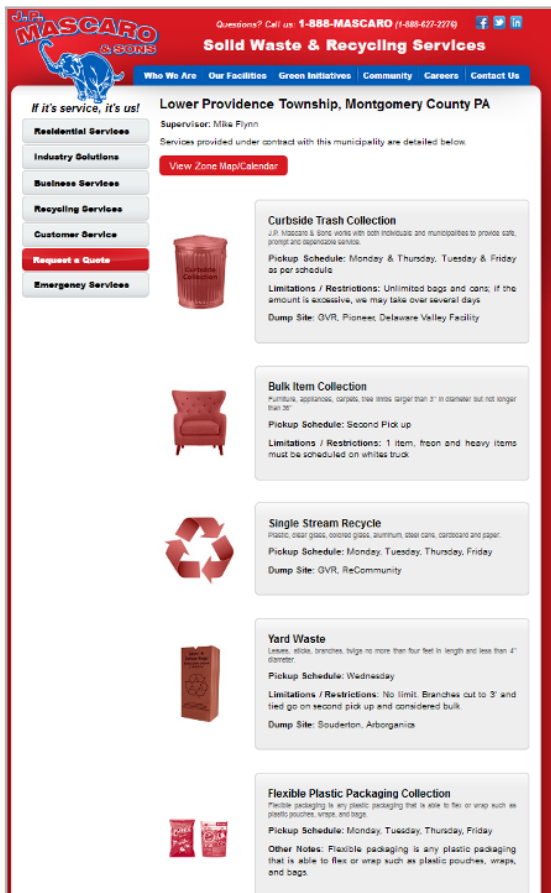 J.P.
MASCARO
& SONS
Questions? Call us: 1-888-MASCARO (1-888-627-2276)
Solid Waste & Recycling Services
Who We Are Our Facilities Green Initiatives Community Careers Contact Us
If it's service, it's us!
Residential Services
Industry Solutions
Business Services
Recycling Services
Customer Service
Request a Quote
Emergency Services
Lower Providence Township, Montgomery County PA
Supervisor: Mike Flynn
Services provided under contract with this municipality are detailed below.
View Zone Map/Calendar
Curbside
Collection
Curbside Trash Collection
J.P. Mascaro & Sons works with both individuals and municipalities to provide safe,
prompt and dependable service.
Pickup Schedule: Monday & Thursday, Tuesday & Friday
as per schedule
Limitations / Restrictions: Unlimited bags and cans; if the
amount is excessive, we may take over several days
Dump Site: GVR, Pioneer, Delaware Valley Facility
Bulk Item Collection
Furniture, appliances, carpets, tree limbs larger than 3" in diameter but not longer
than 36"
Pickup Schedule: Second Pick up
Limitations / Restrictions: 1 item, freon and heavy items
must be scheduled on whites truck
Single Stream Recycle
Plastic, clear glass, colored glass, aluminum, steel cans, cardboard and paper.
Pickup Schedule: Monday, Tuesday, Thursday, Friday
Dump Site: GVR, ReCommunity
Yard Waste
Leaves, sticks, branches, twigs no more than four feet in length and less than 4"
diameter.
Pickup Schedule: Wednesday
Limitations / Restrictions: No limit. Branches cut to 3' and
tied go on second pick up and considered bulk.
Dump Site: Souderton, Arborganics
Flexible Plastic Packaging Collection
Flexible packaging is any plastic packaging that is able to flex or wrap such as
plastic pouches, wraps, and bags.
Pickup Schedule: Monday, Tuesday, Thursday, Friday
Other Notes: Flexible packaging is any plastic packaging
that is able to flex or wrap such as plastic pouches, wraps,
and bags.